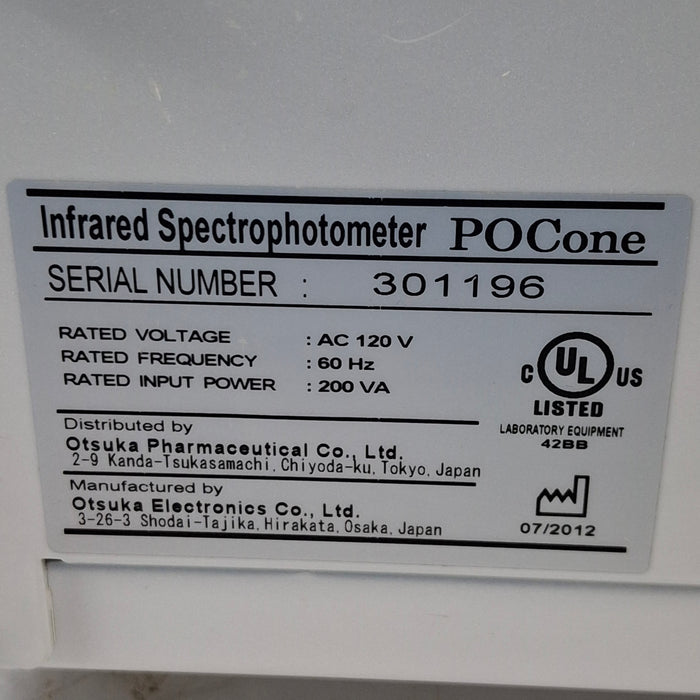 Infrared Spectrophotometer POCone
SERIAL NUMBER : 301196
RATED VOLTAGE : AC 120 V
RATED FREQUENCY : 60 Hz
RATED INPUT POWER : 200 VA
C UL US
LISTED
LABORATORY EQUIPMENT
42BB
Distributed by
Otsuka Pharmaceutical Co., Ltd.
2-9 Kanda-Tsukasamachi, Chiyoda-ku, Tokyo, Japan
Manufactured by
Otsuka Electronics Co., Ltd.
3-26-3 Shodai-Tajika, Hirakata, Osaka, Japan
07/2012